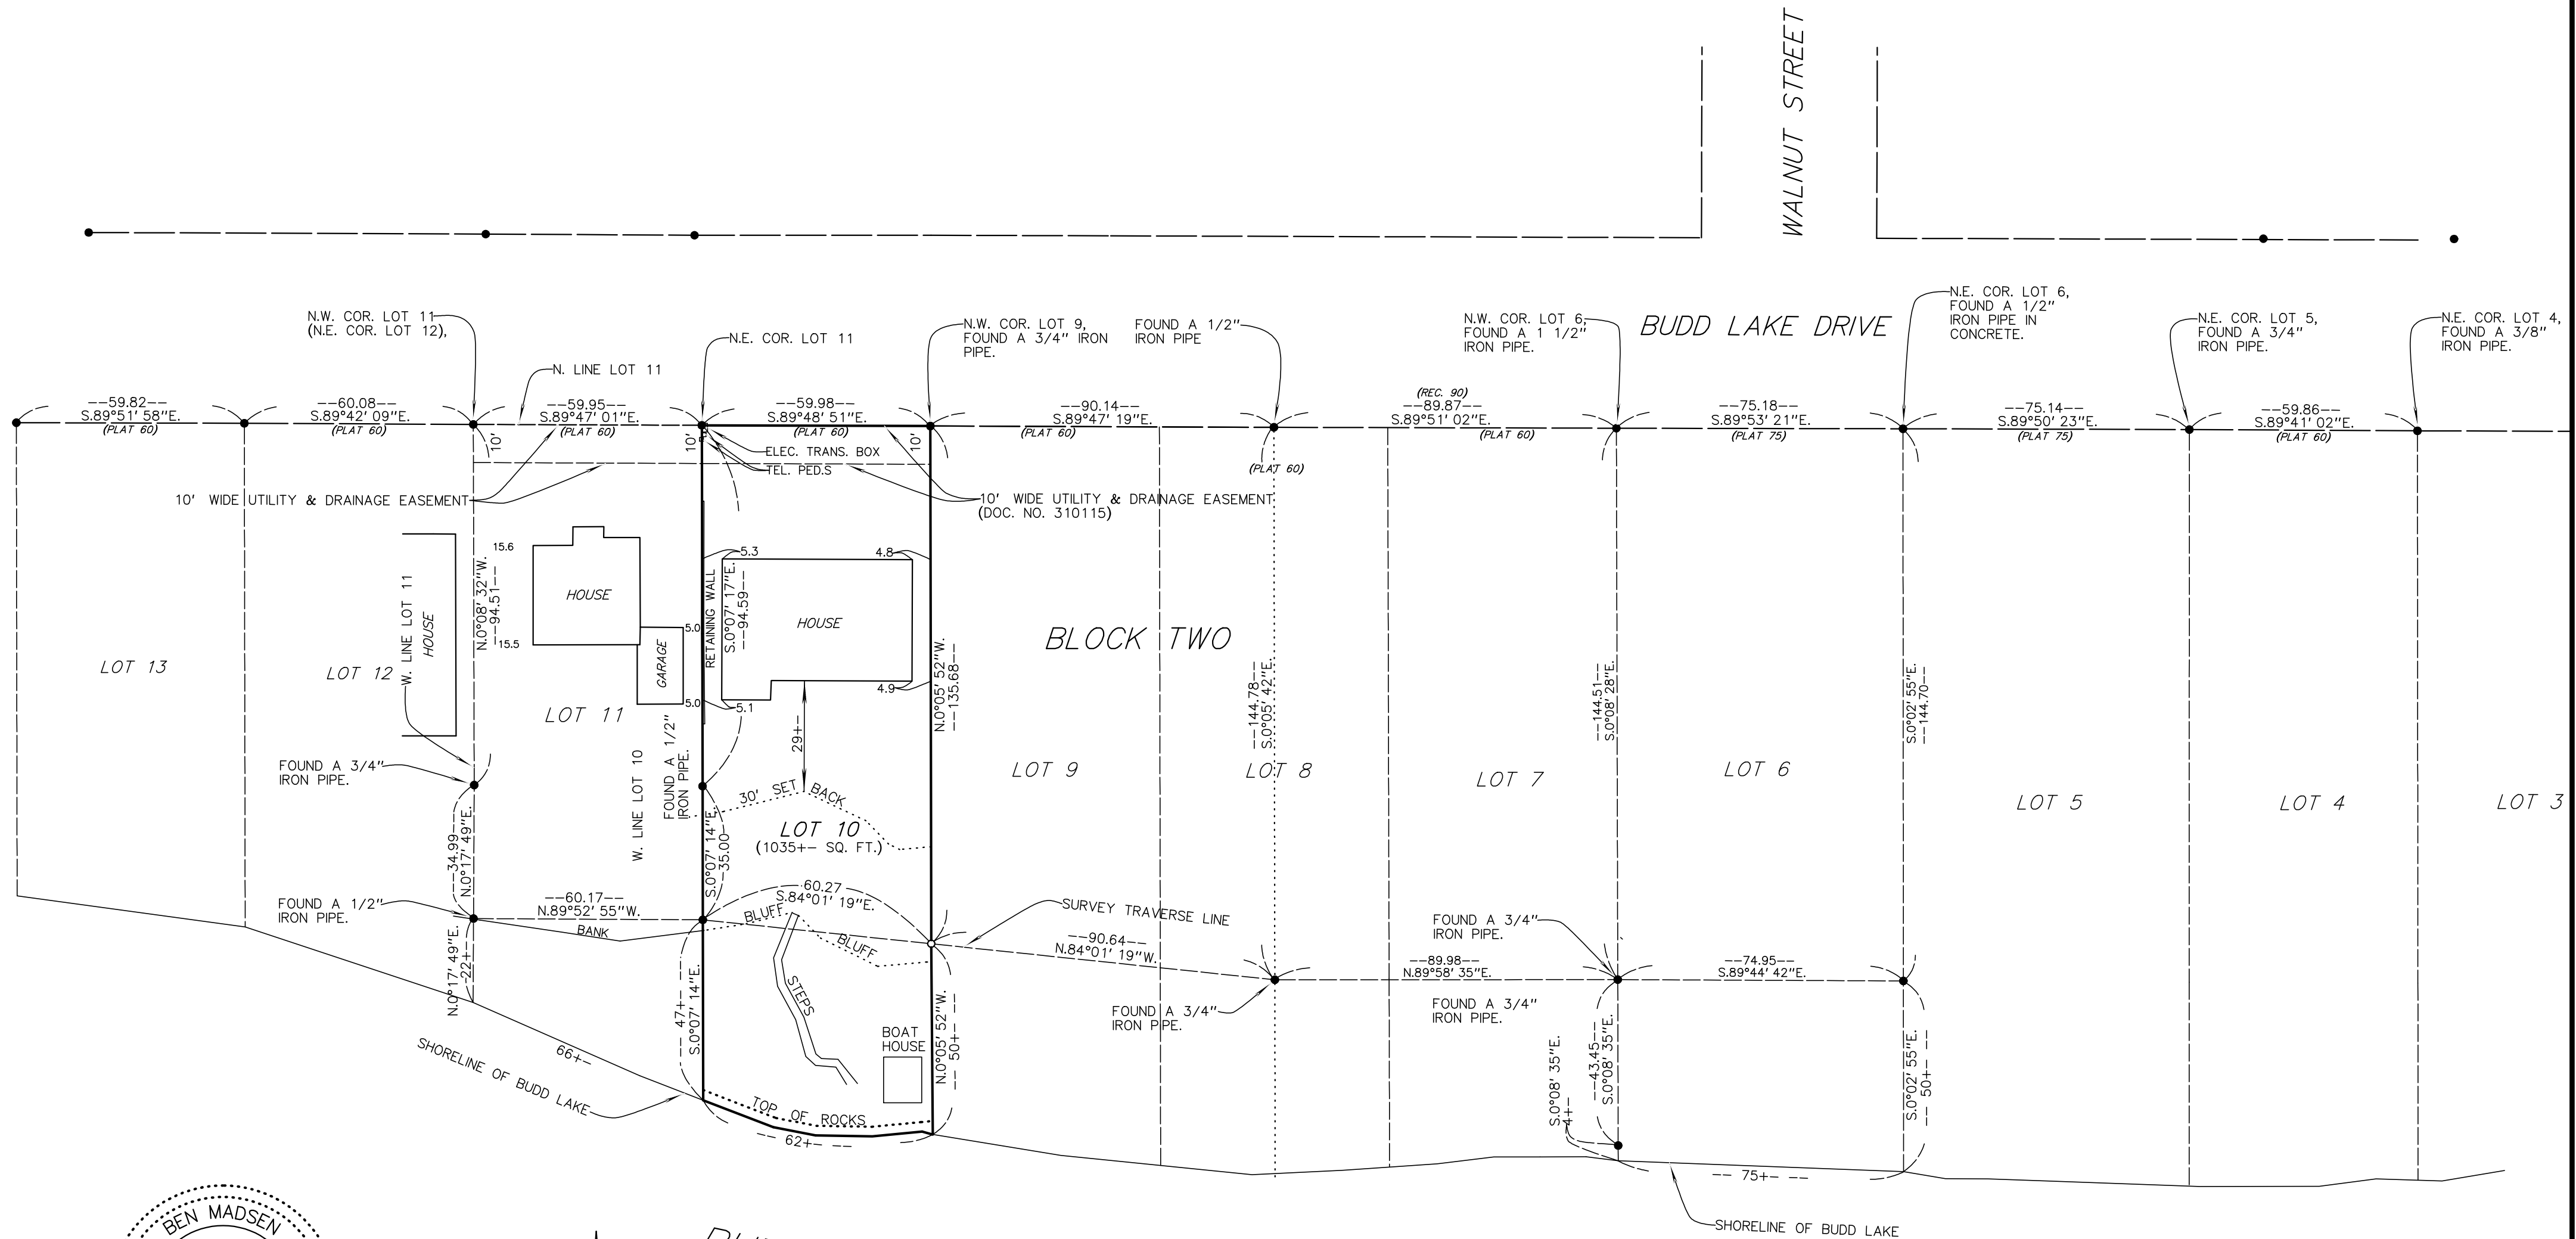 WALNUT STREET
N.E. COR. LOT 6,
FOUND A 1/2"
IRON PIPE IN
CONCRETE.
N.W. COR. LOT 11
(N.E. COR. LOT 12),
N.E. COR. LOT 11
N.W. COR. LOT 9,
FOUND A 3/4" IRON
PIPE.
FOUND A 1/2"
IRON PIPE
N.W. COR. LOT 6,
FOUND A 1 1/2"
IRON PIPE.
BUDD LAKE DRIVE
N.E. COR. LOT 5,
FOUND A 3/4"
IRON PIPE.
N.E. COR. LOT 4,
FOUND A 3/8"
IRON PIPE.
N. LINE LOT 11
--59.82--
S.89°51' 58"E.
(PLAT 60)
--60.08--
S.89°42' 09"E.
(PLAT 60)
--59.95--
S.89°47' 01"E.
(PLAT 60)
--59.98--
S.89°48' 51"E.
(PLAT 60)
--90.14--
S.89°47' 19"E.
(PLAT 60)
(REC. 90)
--89.87--
S.89°51' 02"E.
(PLAT 60)
--75.18--
S.89°53' 21"E.
(PLAT 75)
--75.14--
S.89°50' 23"E.
(PLAT 75)
--59.86--
S.89°41' 02"E.
(PLAT 60)
10'
10'
10'
ELEC. TRANS. BOX
TEL. PED.S
(PLAT 60)
10' WIDE UTILITY & DRAINAGE EASEMENT
10' WIDE UTILITY & DRAINAGE EASEMENT
(DOC. NO. 310115)
15.6
15.5
N.0°08' 32"W.
--94.51--
W. LINE LOT 11
HOUSE
HOUSE
GARAGE
5.0
5.0
RETAINING WALL
S.0°07' 17"E.
--94.59--
5.3
4.8
HOUSE
4.9
5.1
N.0°05' 52"W.
--135.68--
BLOCK TWO
--144.78--
S.0°05' 42"E.
--144.51--
S.0°08' 28"E.
S.0°02' 55"E.
--144.70--
LOT 13
LOT 12
LOT 11
LOT 9
LOT 8
LOT 7
LOT 6
LOT 5
LOT 4
LOT 3
FOUND A 3/4"
IRON PIPE.
W. LINE LOT 10
FOUND A 1/2"
IRON PIPE.
29+-
30' SET BACK
LOT 10
(1035+- SQ. FT.)
--34.99--
N.0°17' 49"E.
S.0°07' 14"E.
35.00
FOUND A 1/2"
IRON PIPE.
--60.17--
N.89°52' 55"W.
BANK
60.27
S.84°01' 19"E.
BLUFF
BLUFF
SURVEY TRAVERSE LINE
--90.64--
N.84°01' 19"W.
FOUND A 3/4"
IRON PIPE.
--89.98--
N.89°58' 35"E.
--74.95--
S.89°44' 42"E.
FOUND A 3/4"
IRON PIPE.
FOUND A 3/4"
IRON PIPE.
N.0°17' 49"E.
--22+--
47+--
S.0°07' 14"E.
STEPS
BOAT
HOUSE
N.0°05' 52"W.
-- 50+-- --
S.0°08' 35"E.
4+-
--43.45--
S.0°08' 35"E.
S.0°02' 55"E.
-- 50+-- --
66+-
SHORELINE OF BUDD LAKE
TOP OF ROCKS
-- 62+-- --
-- 75+-- --
SHORELINE OF BUDD LAKE
BEN MADSEN